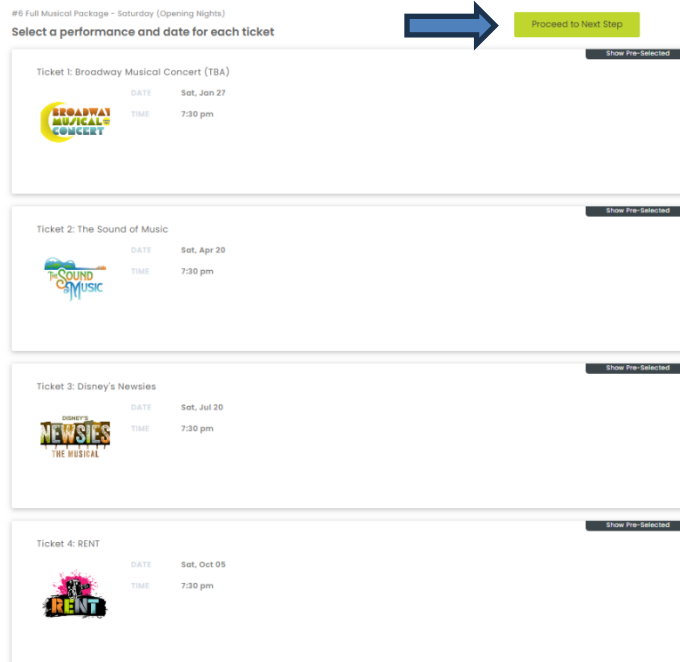 #6 Full Musical Package - Saturday (Opening Nights)
Select a performance and date for each ticket
Proceed to Next Step
Show Pre-Selected
Ticket 1: Broadway Musical Concert (TBA)
DATE Sat, Jan 27
TIME 7:30 pm
BROADWAY
MUSICAL
CONCERT
Show Pre-Selected
Ticket 2: The Sound of Music
DATE Sat, Apr 20
TIME 7:30 pm
THE SOUND
OF MUSIC
Show Pre-Selected
Ticket 3: Disney's Newsies
DATE Sat, Jul 20
TIME 7:30 pm
DISNEY'S
NEWSIES
THE MUSICAL
Show Pre-Selected
Ticket 4: RENT
DATE Sat, Oct 05
TIME 7:30 pm
RENT